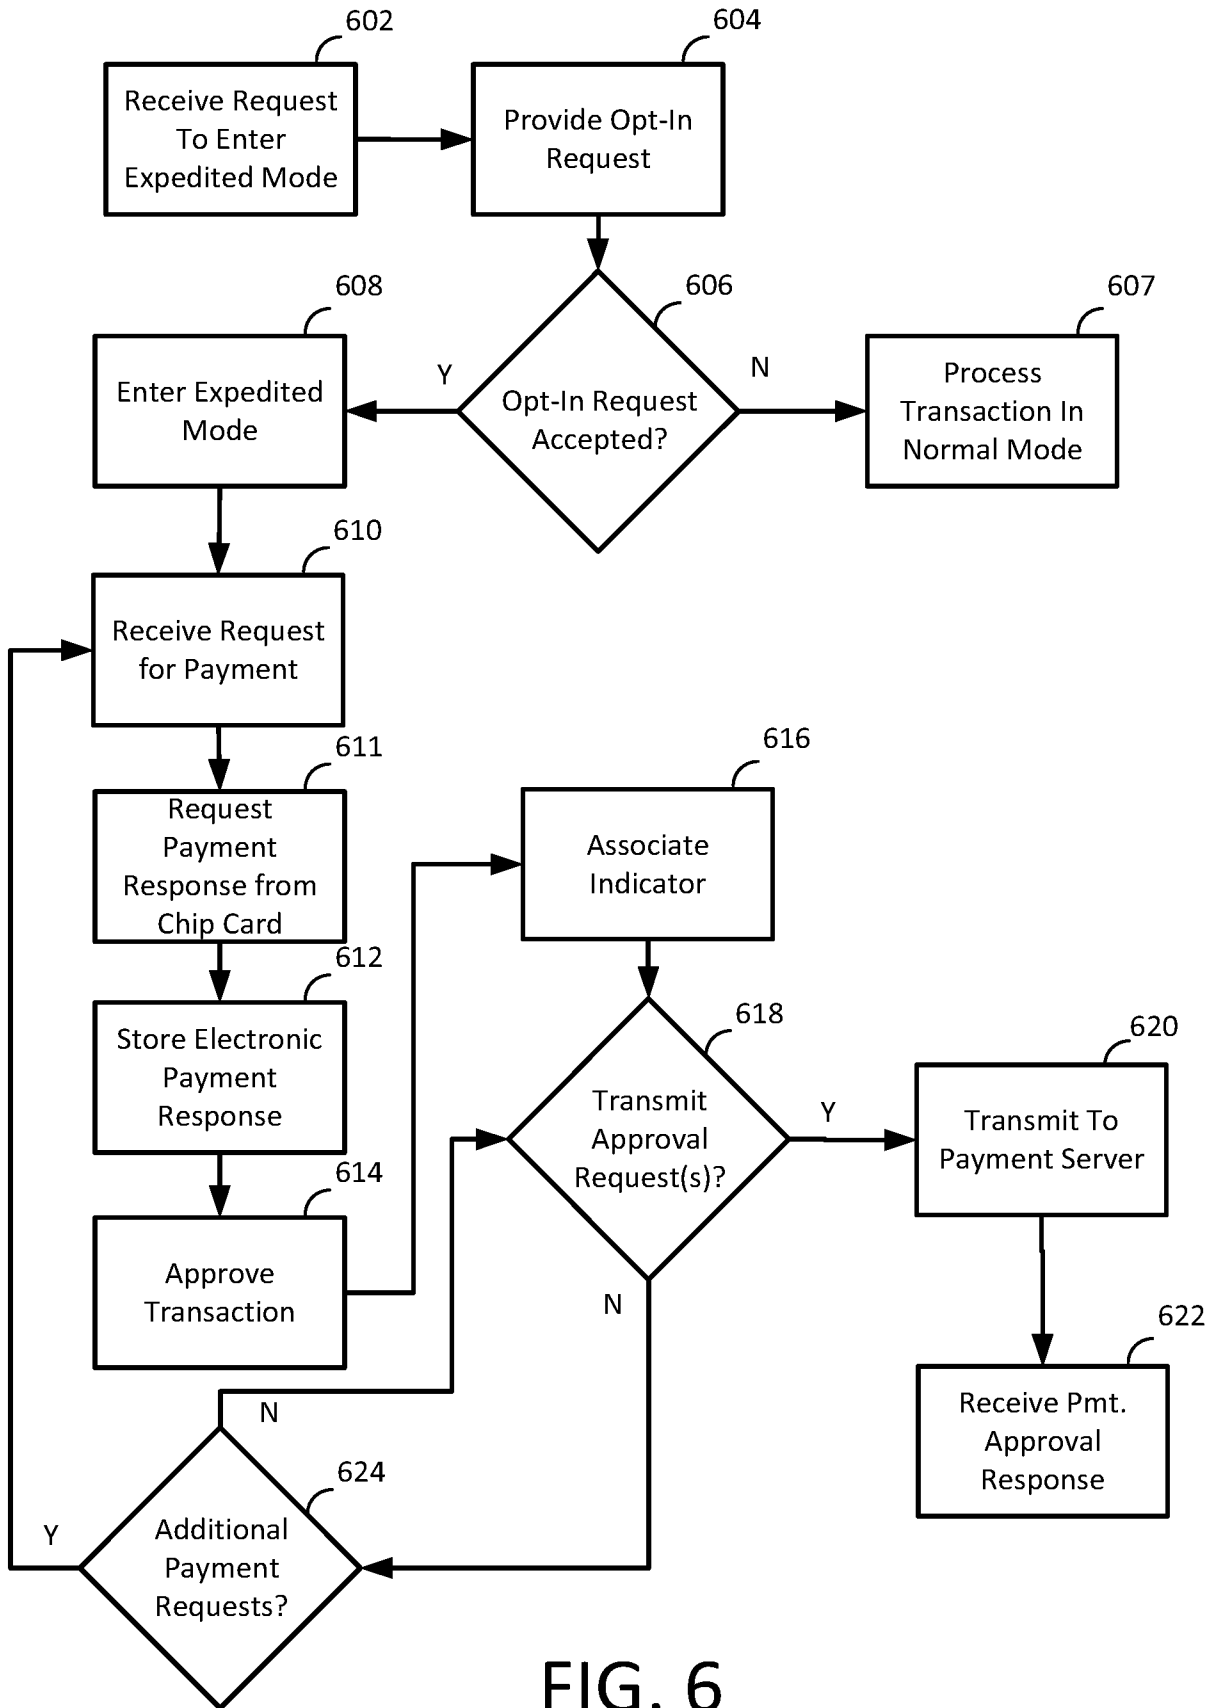 602
Receive Request
To Enter
Expedited Mode
604
Provide Opt-In
Request
606
Opt-In Request
Accepted?
Y
N
607
Process
Transaction In
Normal Mode
608
Enter Expedited
Mode
610
Receive Request
for Payment
611
Request
Payment
Response from
Chip Card
612
Store Electronic
Payment
Response
614
Approve
Transaction
616
Associate
Indicator
618
Transmit
Approval
Request(s)?
Y
N
620
Transmit To
Payment Server
622
Receive Pmt.
Approval
Response
624
Additional
Payment
Requests?
N
Y
FIG. 6